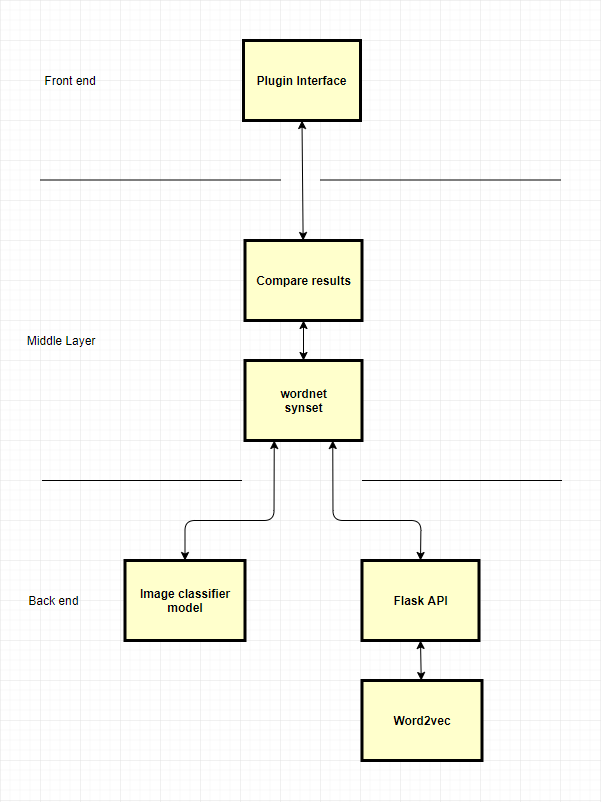 Front end
Plugin Interface
Compare results
Middle Layer
wordnet
synset
Image classifier
model
Flask API
Back end
Word2vec